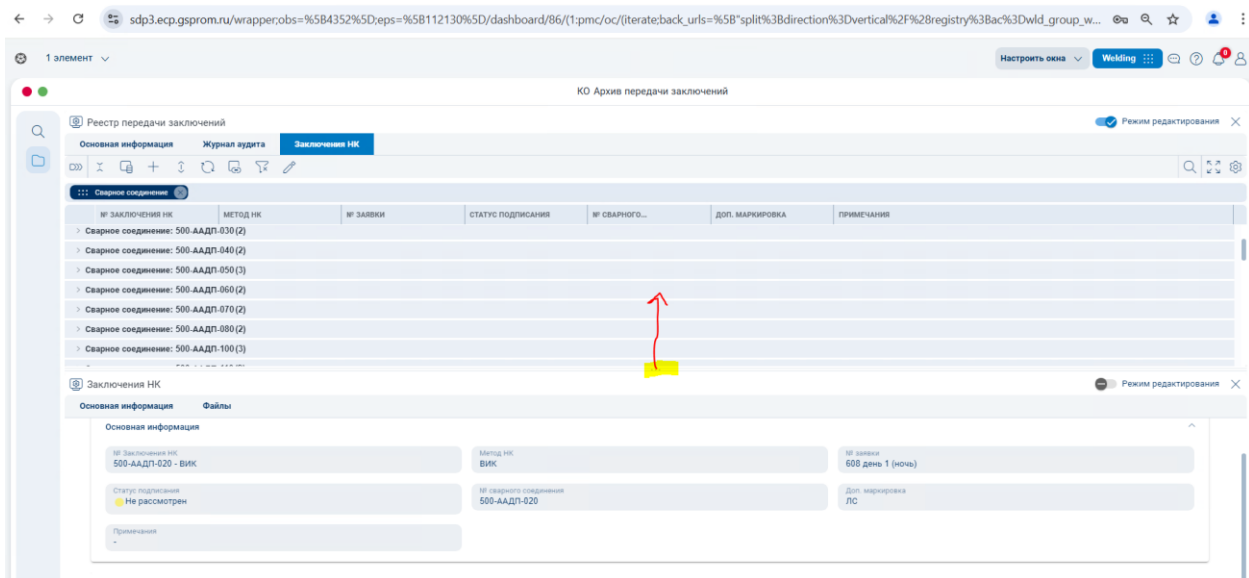 sdp3.ecp.gsprom.ru/wrapper;obs=%5B4352%5D;eps=%5B112130%5D/dashboard/86/(1:pmc/oc/(iterate;back_urls=%5B"split%3Bdirection%3Dvertical%2F%28registry%3Bac%3Dwld_group_w...
1 элемент
Настроить окна
Welding
0
КО Архив передачи заключений
Реестр передачи заключений
Режим редактирования
Основная информация Журнал аудита Заключения НК
Сварное соединение
№ ЗАКЛЮЧЕНИЯ НК МЕТОД НК № ЗАЯВКИ СТАТУС ПОДПИСАНИЯ № СВАРНОГО... ДОП. МАРКИРОВКА ПРИМЕЧАНИЯ
Сварное соединение: 500-ААДП-030 (2)
Сварное соединение: 500-ААДП-040 (2)
Сварное соединение: 500-ААДП-050 (3)
Сварное соединение: 500-ААДП-060 (2)
Сварное соединение: 500-ААДП-070 (2)
Сварное соединение: 500-ААДП-080 (2)
Сварное соединение: 500-ААДП-100 (3)
Заключения НК
Режим редактирования
Основная информация Файлы
Основная информация
№ Заключения НК Метод НК № заявки
500-ААДП-020 - ВИК ВИК 608 день 1 (ночь)
Статус подписания № сварного соединения Доп. маркировка
Не рассмотрен 500-ААДП-020 ЛС
Примечания
-